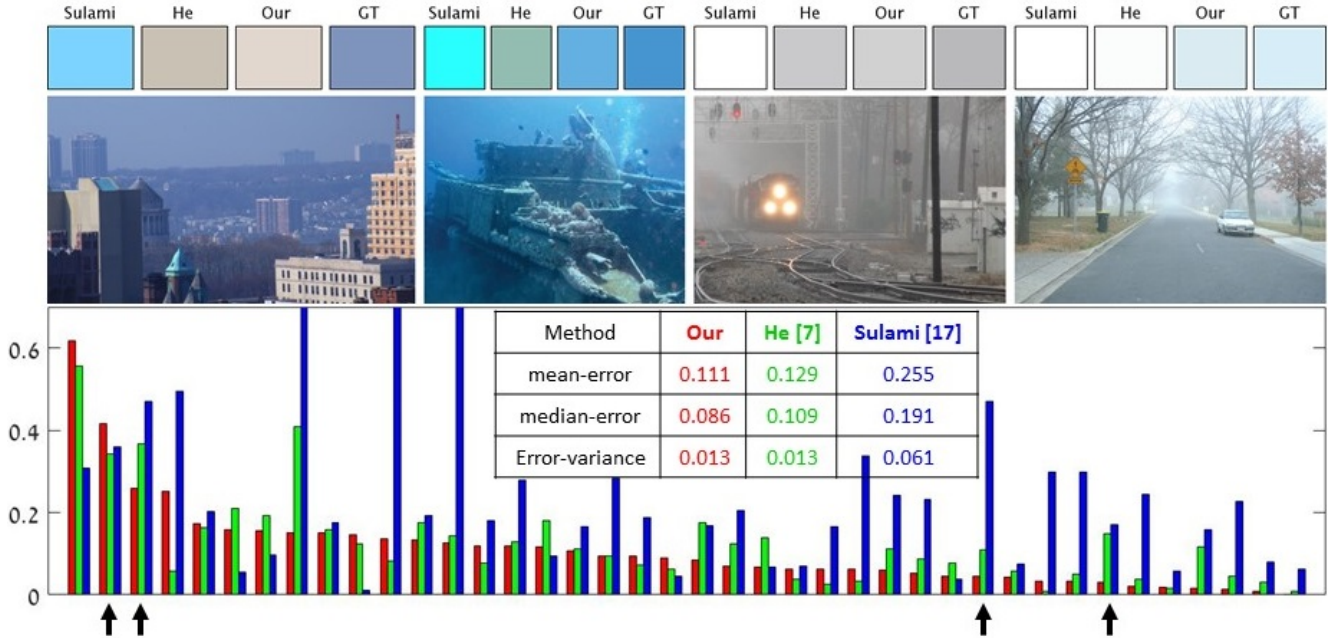 Sulami He Our GT Sulami He Our GT Sulami He Our GT Sulami He Our GT
Method Our He [7] Sulami [17]
mean-error 0.111 0.129 0.255
median-error 0.086 0.109 0.191
Error-variance 0.013 0.013 0.061
0.6
0.4
0.2
0